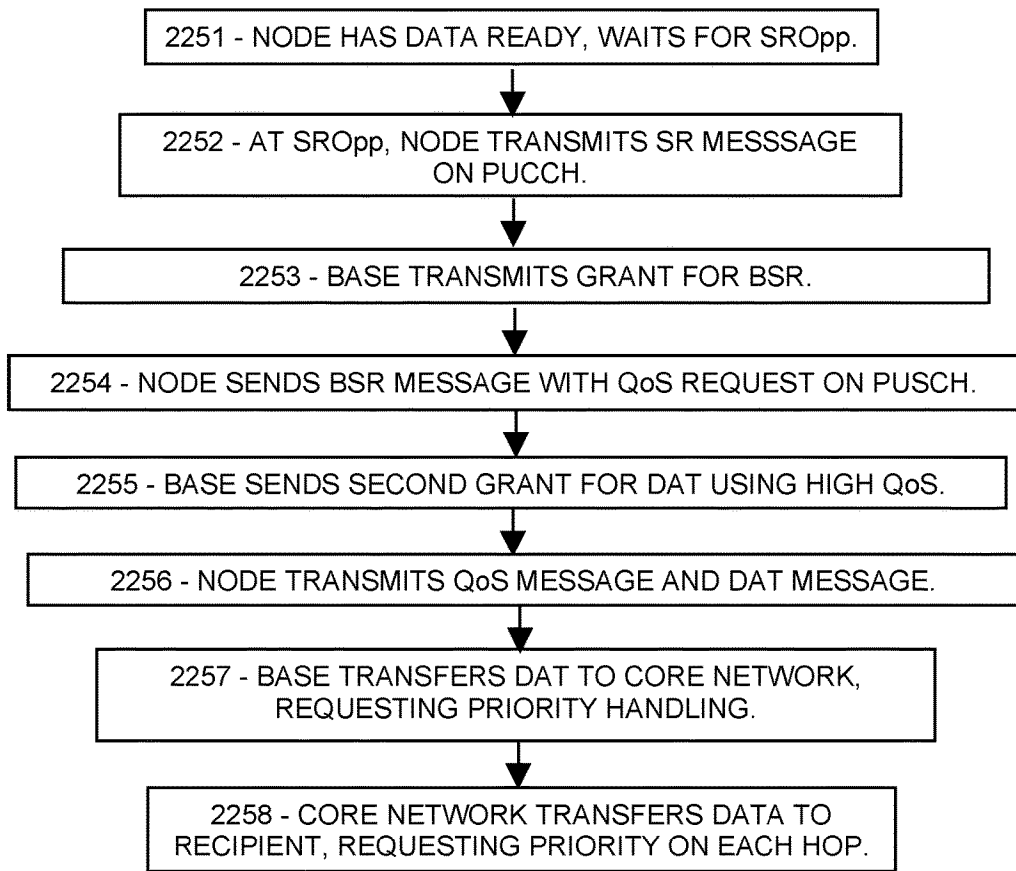 2251 - NODE HAS DATA READY, WAITS FOR SROpp.
2252 - AT SROpp, NODE TRANSMITS SR MESSSAGE
ON PUCCH.
2253 - BASE TRANSMITS GRANT FOR BSR.
2254 - NODE SENDS BSR MESSAGE WITH QoS REQUEST ON PUSCH.
2255 - BASE SENDS SECOND GRANT FOR DAT USING HIGH QoS.
2256 - NODE TRANSMITS QoS MESSAGE AND DAT MESSAGE.
2257 - BASE TRANSFERS DAT TO CORE NETWORK,
REQUESTING PRIORITY HANDLING.
2258 - CORE NETWORK TRANSFERS DATA TO
RECIPIENT, REQUESTING PRIORITY ON EACH HOP.